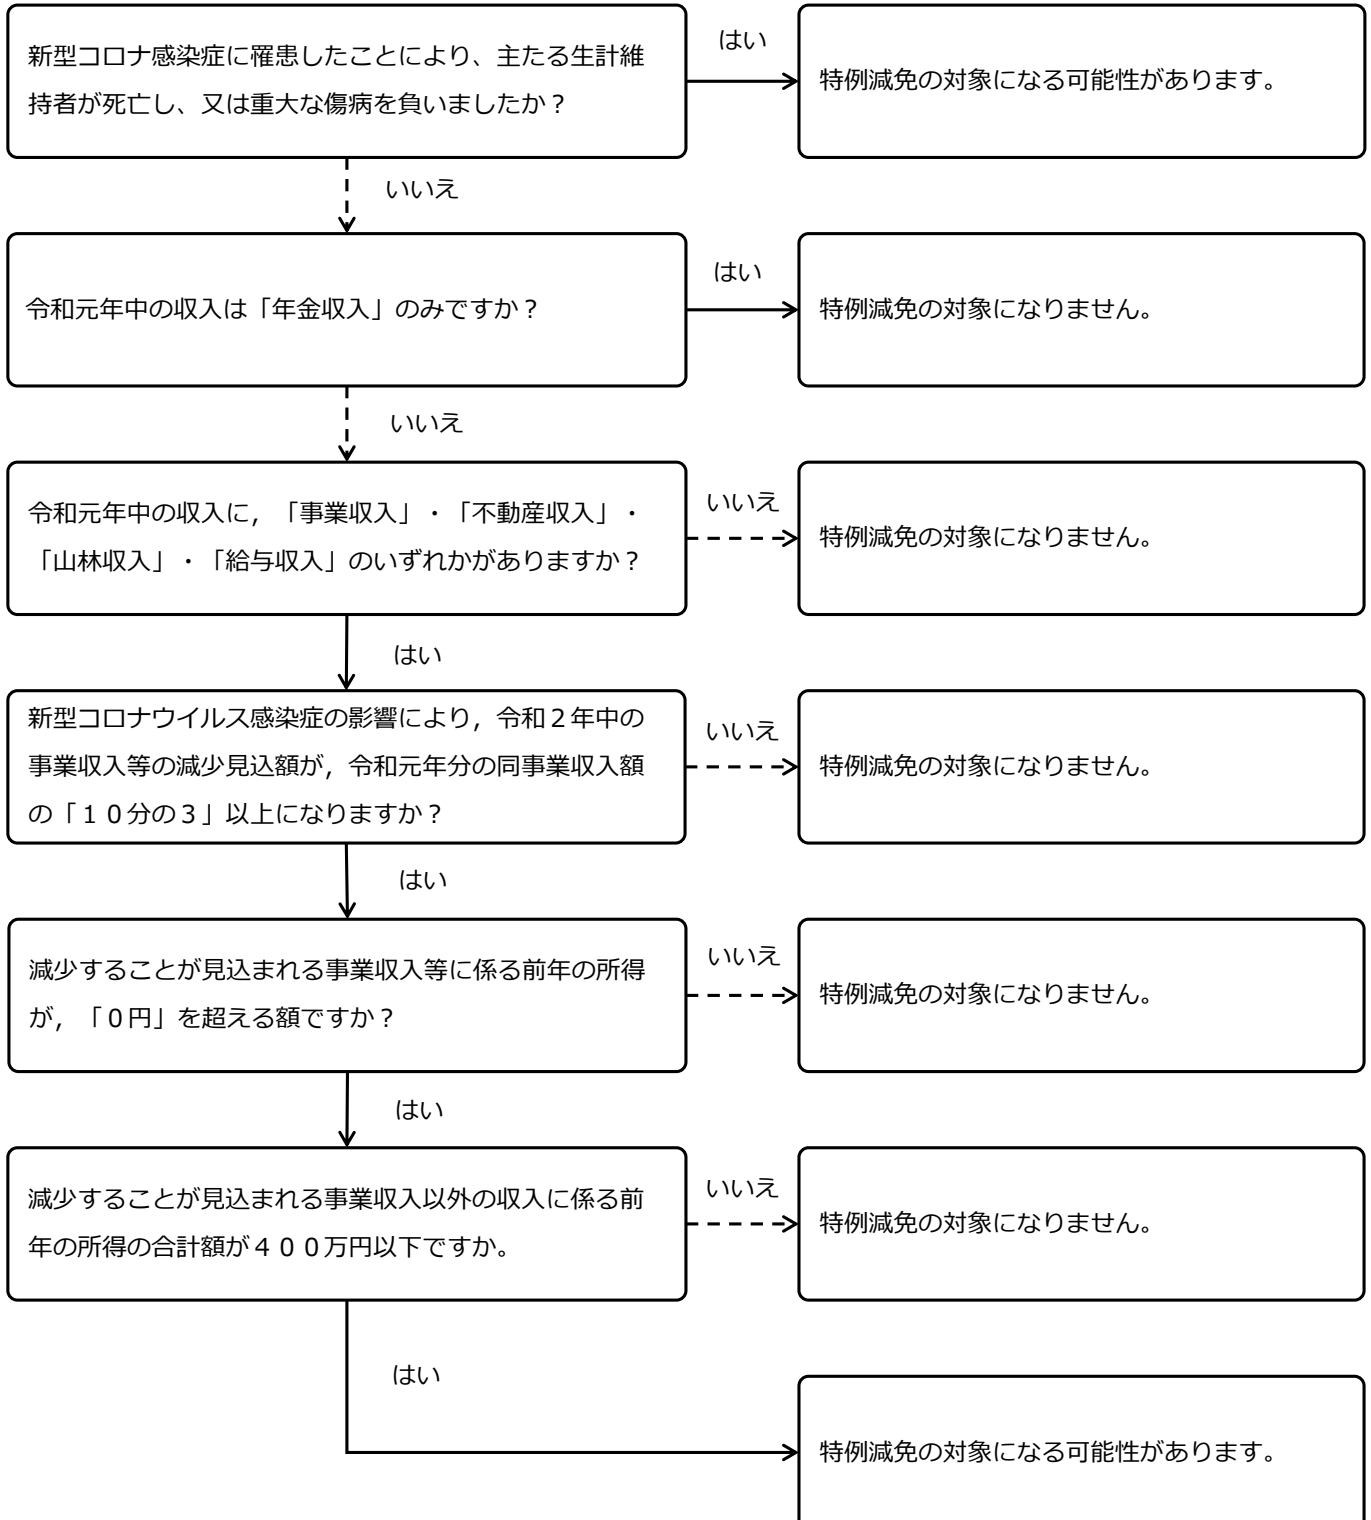 新型コロナ感染症に罹患したことにより、主たる生計維
持者が死亡し、又は重大な傷病を負いましたか？
はい
特例減免の対象になる可能性があります。
いいえ
令和元年中の収入は「年金収入」のみですか？
はい
特例減免の対象になりません。
いいえ
令和元年中の収入に，「事業収入」・「不動産収入」・
「山林収入」・「給与収入」のいずれかがありますか？
いいえ
特例減免の対象になりません。
はい
新型コロナウイルス感染症の影響により，令和２年中の
事業収入等の減少見込額が，令和元年分の同事業収入額
の「１０分の３」以上になりますか？
いいえ
特例減免の対象になりません。
はい
減少することが見込まれる事業収入等に係る前年の所得
が，「０円」を超える額ですか？
いいえ
特例減免の対象になりません。
はい
減少することが見込まれる事業収入以外の収入に係る前
年の所得の合計額が４００万円以下ですか。
いいえ
特例減免の対象になりません。
はい
特例減免の対象になる可能性があります。